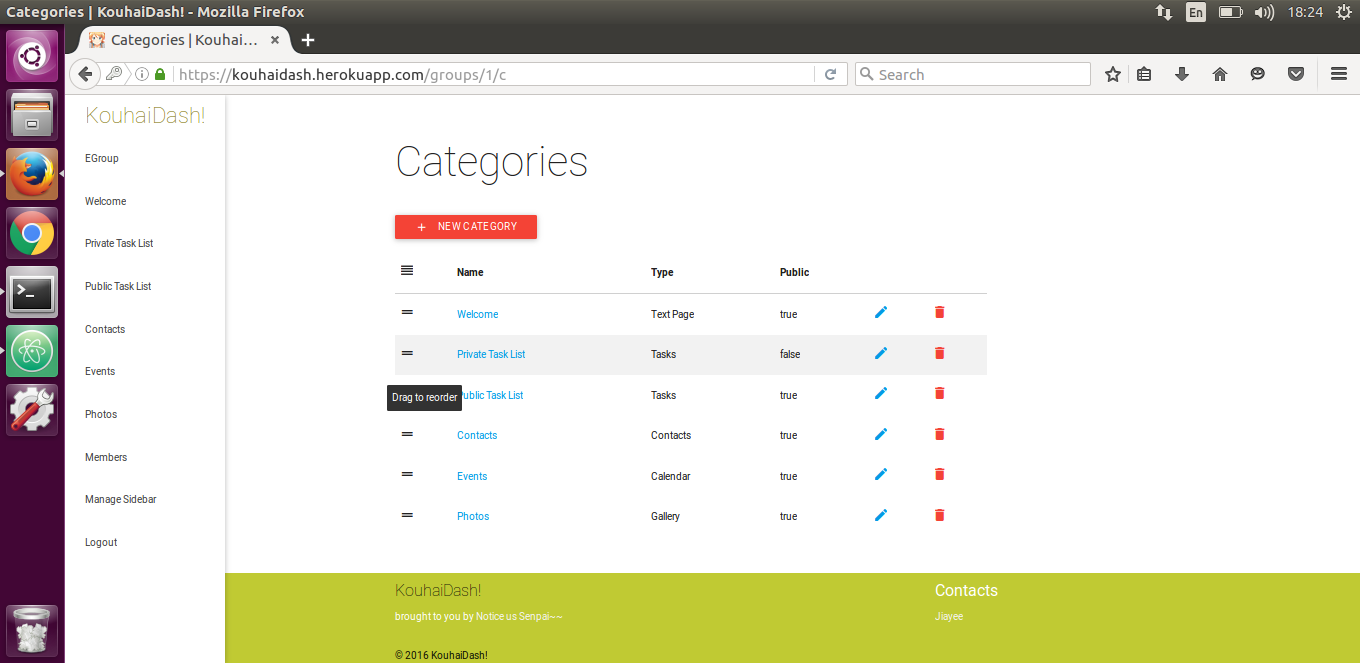 Categories | KouhaiDash! - Mozilla Firefox
En
18:24
Categories | Kouhai...
https://kouhaidash.herokuapp.com/groups/1/c
Search
KouhaiDash!
EGroup
Welcome
Private Task List
Public Task List
Contacts
Events
Photos
Members
Manage Sidebar
Logout
Categories
+ NEW CATEGORY
Name Type Public
Welcome Text Page true
Private Task List Tasks false
Drag to reorder
Public Task List Tasks true
Contacts Contacts true
Events Calendar true
Photos Gallery true
KouhaiDash!
brought to you by Notice us Senpai~~
© 2016 KouhaiDash!
Contacts
Jiayee